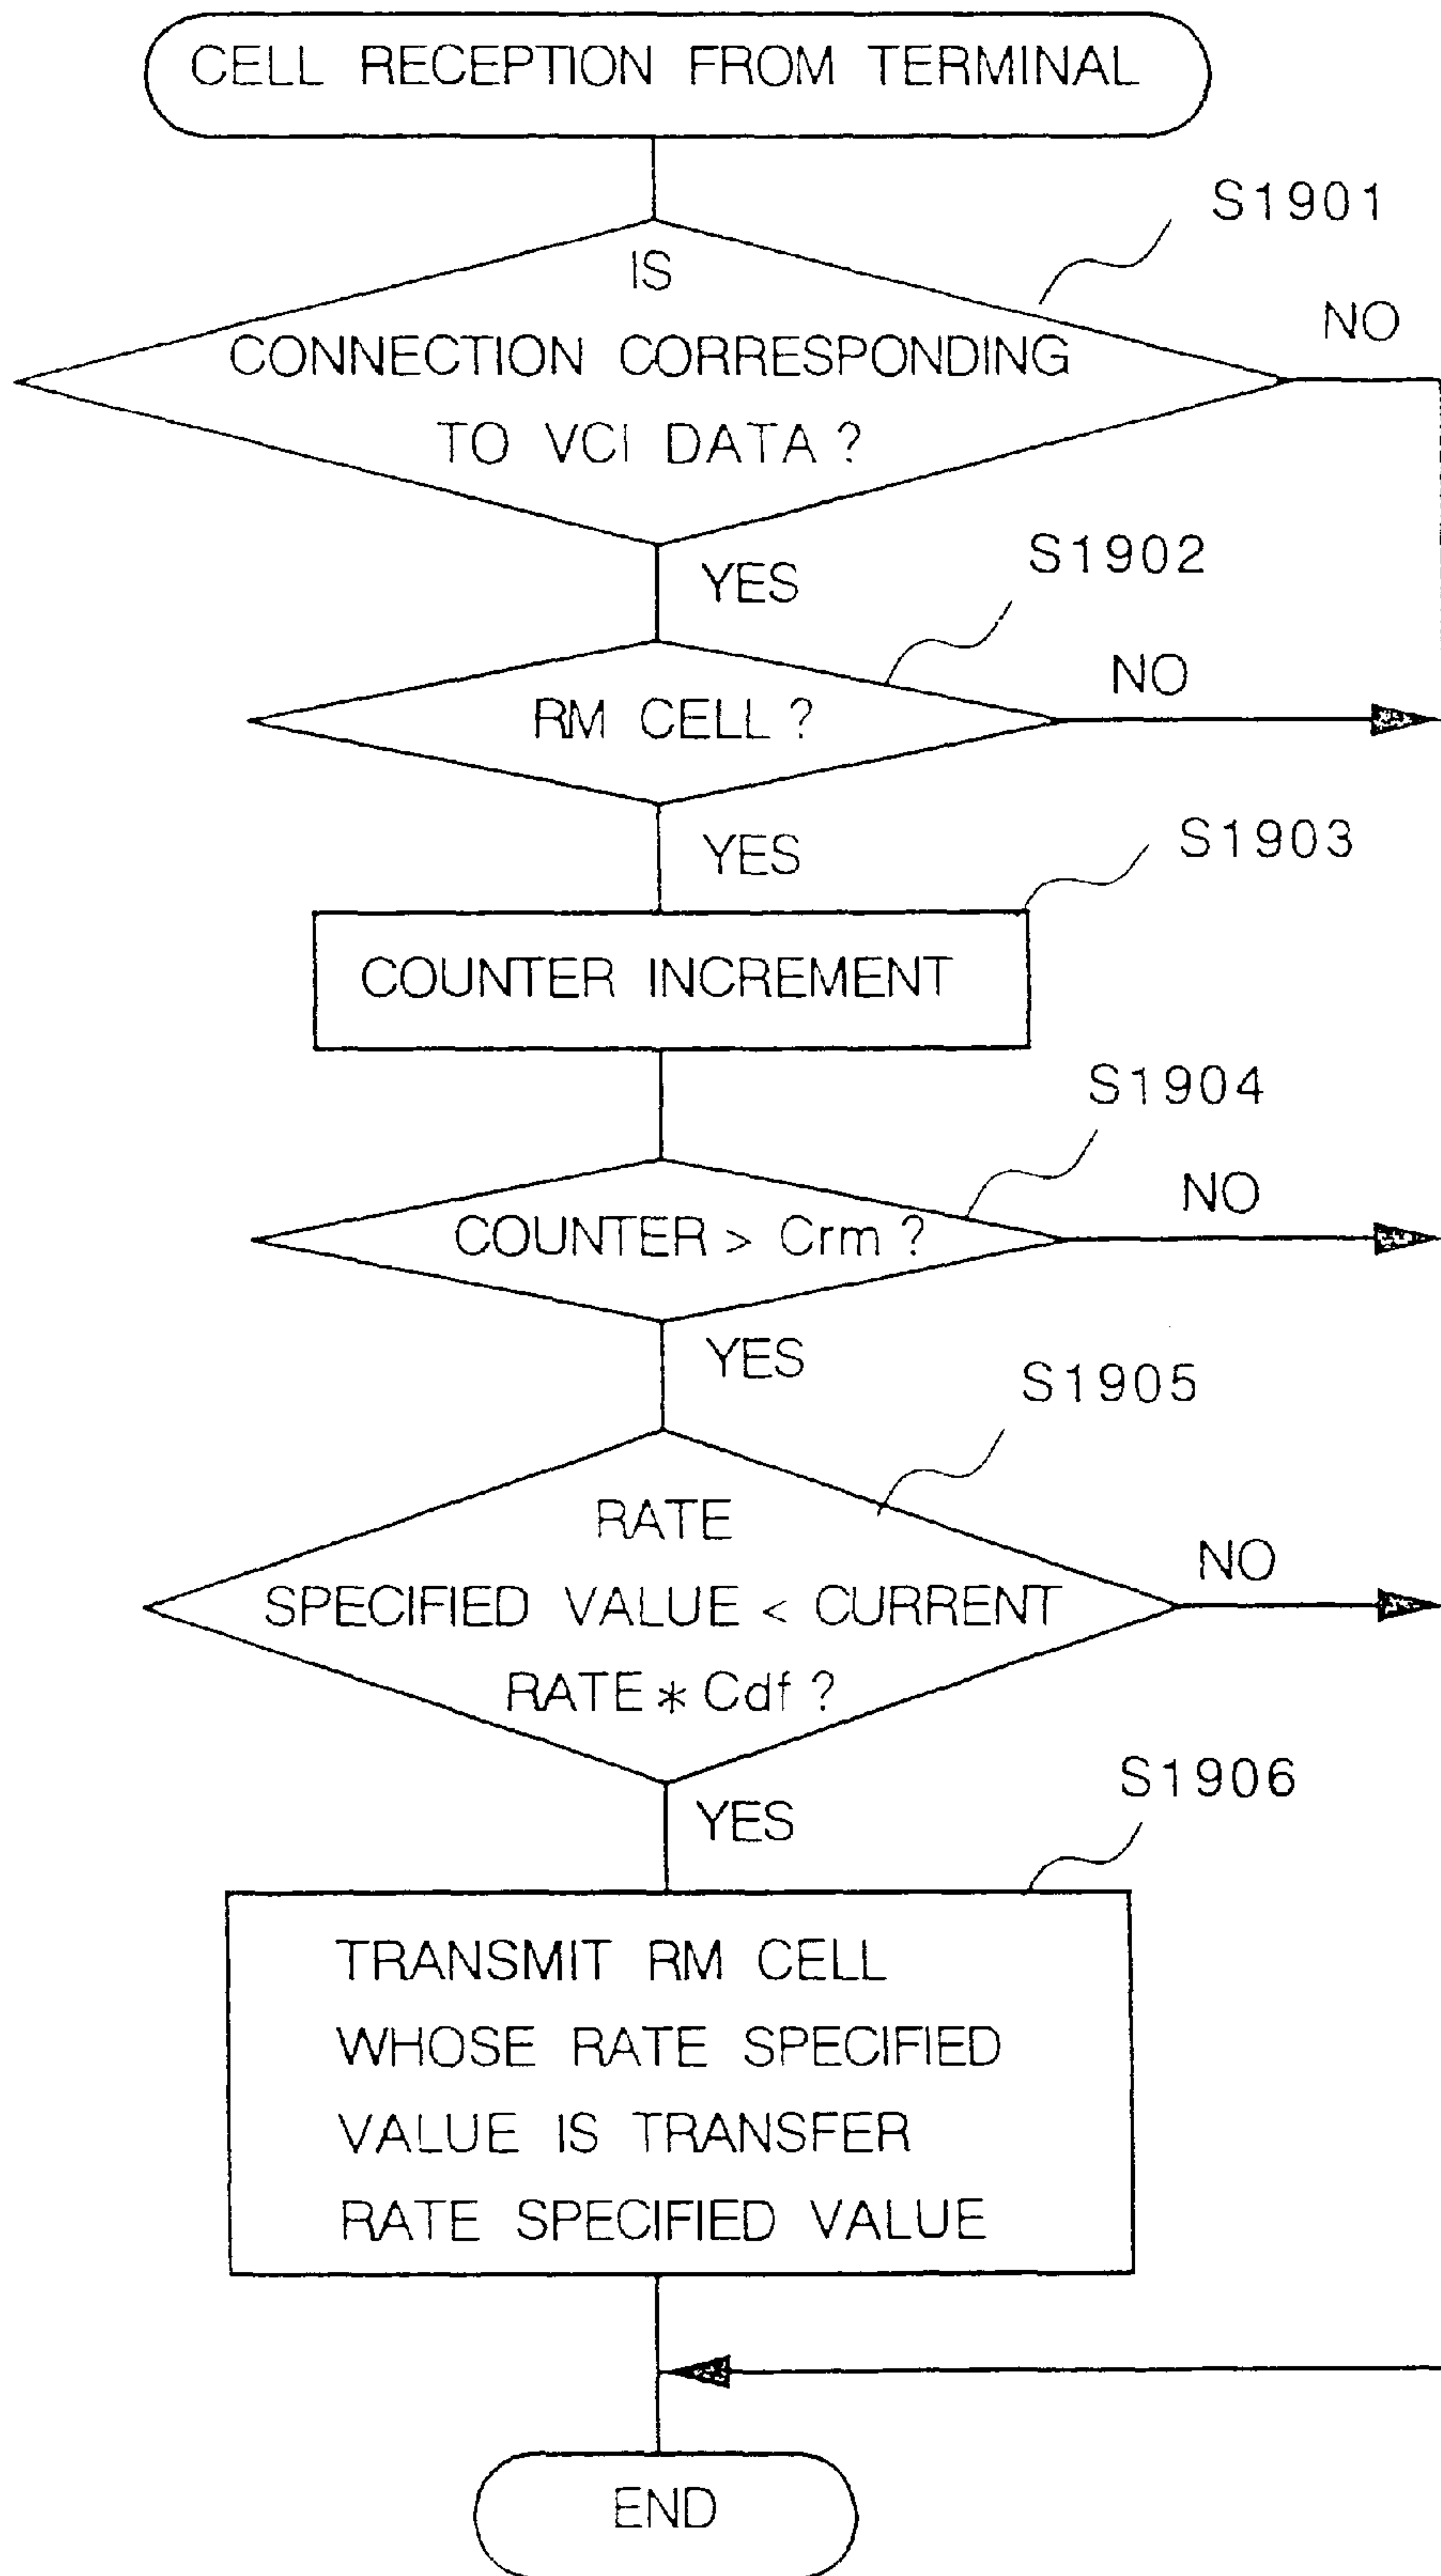 CELL RECEPTION FROM TERMINAL
S1901
IS
CONNECTION CORRESPONDING
TO VCI DATA ?
NO
YES
S1902
RM CELL ?
NO
YES
S1903
COUNTER INCREMENT
S1904
COUNTER > Crm ?
NO
YES
S1905
RATE
SPECIFIED VALUE < CURRENT
RATE * Cdf ?
NO
YES
S1906
TRANSMIT RM CELL
WHOSE RATE SPECIFIED
VALUE IS TRANSFER
RATE SPECIFIED VALUE
END